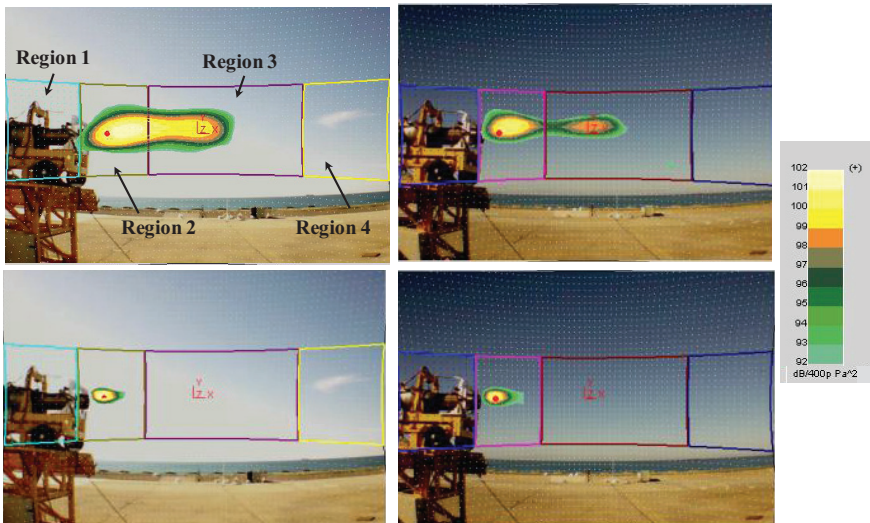 Region 1
Region 3
Region 2
Region 4
Y
Z X
Y
Z X
Y
Z X
Y
Z X
102 (+)
101
100
99
98
97
96
95
94
93
92
dB/400p Pa^2